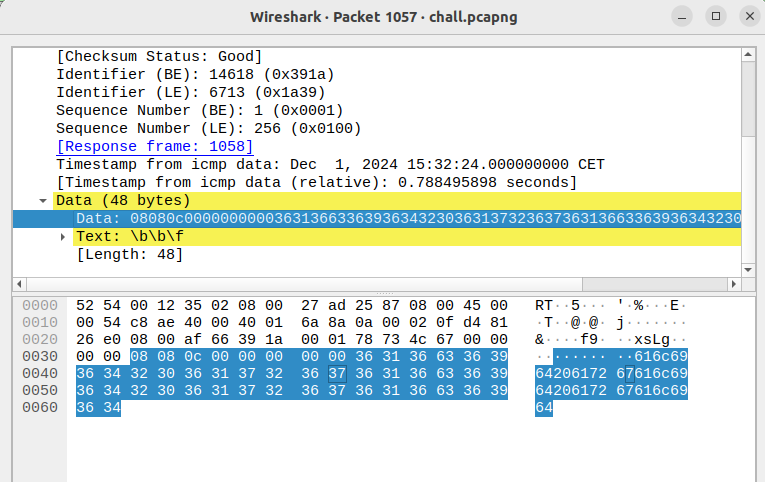 Wireshark · Packet 1057 · chall.pcapng
[Checksum Status: Good]
Identifier (BE): 14618 (0x391a)
Identifier (LE): 6713 (0x1a39)
Sequence Number (BE): 1 (0x0001)
Sequence Number (LE): 256 (0x0100)
[Response frame: 1058]
Timestamp from icmp data: Dec  1, 2024 15:32:24.000000000 CET
[Timestamp from icmp data (relative): 0.788495898 seconds]
Data (48 bytes)
Data: 08080c00000000003631366336393634323036313732363736313663363936343230
Text: \b\b\f
[Length: 48]
0000 52 54 00 12 35 02 08 00 27 ad 25 87 08 00 45 00 RT··5···'·%···E·
0010 00 54 c8 ae 40 00 40 01 6a 8a 0a 00 02 0f d4 81 ·T··@·@·j·······
0020 26 e0 08 00 af 66 39 1a 00 01 78 73 4c 67 00 00 &····f9···xsLg··
0030 00 00 08 08 0c 00 00 00 00 00 36 31 36 63 36 39 ··········616c69
0040 36 34 32 30 36 31 37 32 36 37 36 31 36 63 36 39 64206172 67616c69
0050 36 34 32 30 36 31 37 32 36 37 36 31 36 63 36 39 64206172 67616c69
0060 36 34 64